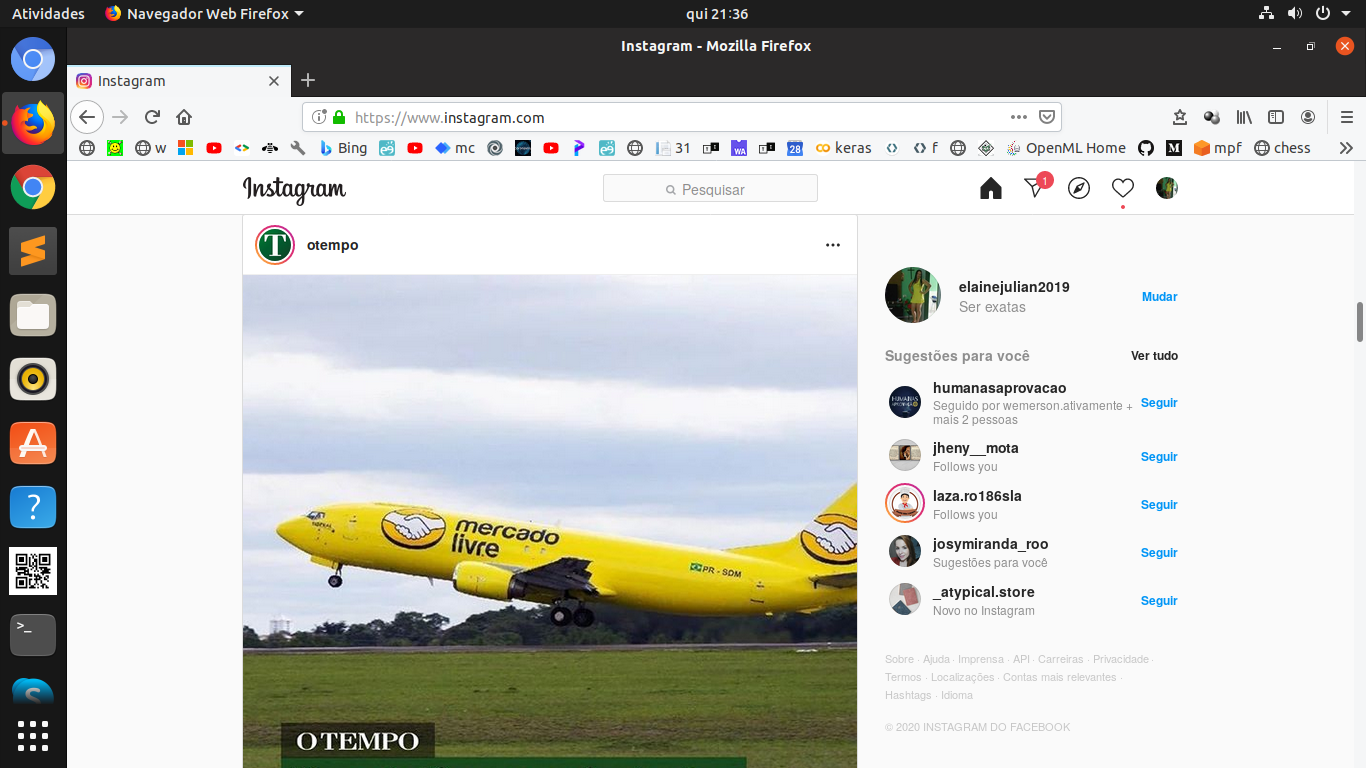 Atividades
Navegador Web Firefox
qui 21:36
Instagram - Mozilla Firefox
Instagram
https://www.instagram.com
w
Bing
mc
31
28
keras
f
OpenML Home
mpf
chess
Instagram
Pesquisar
1
otempo
mercado
livre
PR - SDM
O TEMPO
elainejulian2019
Ser exatas
Mudar
Sugestões para você
Ver tudo
humanasaprovacao
Seguido por wemerson.ativamente +
mais 2 pessoas
Seguir
jheny__mota
Follows you
Seguir
laza.ro186sla
Follows you
Seguir
josymiranda_roo
Sugestões para você
Seguir
_atypical.store
Novo no Instagram
Seguir
Sobre · Ajuda · Imprensa · API · Carreiras · Privacidade ·
Termos · Localizações · Contas mais relevantes ·
Hashtags · Idioma
© 2020 INSTAGRAM DO FACEBOOK